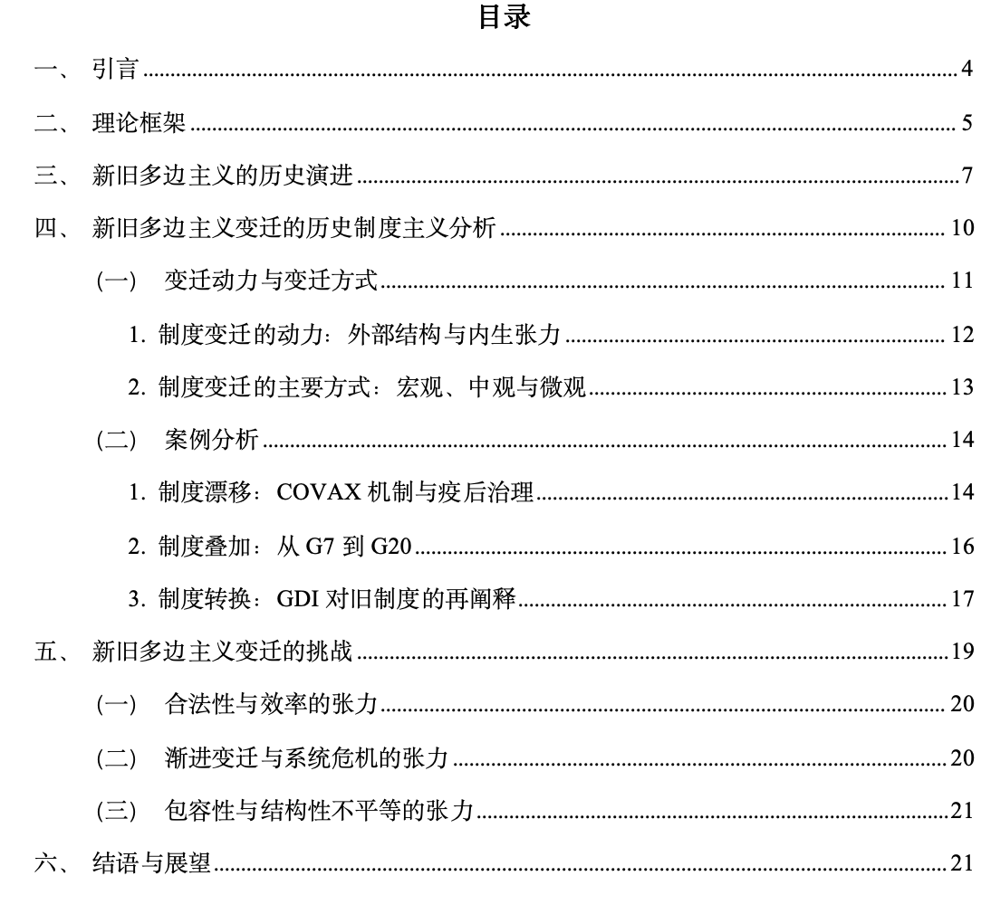 目录
一、 引言 4
二、 理论框架 5
三、 新旧多边主义的历史演进 7
四、 新旧多边主义变迁的历史制度主义分析 10
(一) 变迁动力与变迁方式 11
1. 制度变迁的动力：外部结构与内生张力 12
2. 制度变迁的主要方式：宏观、中观与微观 13
(二) 案例分析 14
1. 制度漂移：COVAX 机制与疫后治理 14
2. 制度叠加：从 G7 到 G20 16
3. 制度转换：GDI 对旧制度的再阐释 17
五、 新旧多边主义变迁的挑战 19
(一) 合法性与效率的张力 20
(二) 渐进变迁与系统危机的张力 20
(三) 包容性与结构性不平等的张力 21
六、 结语与展望 21